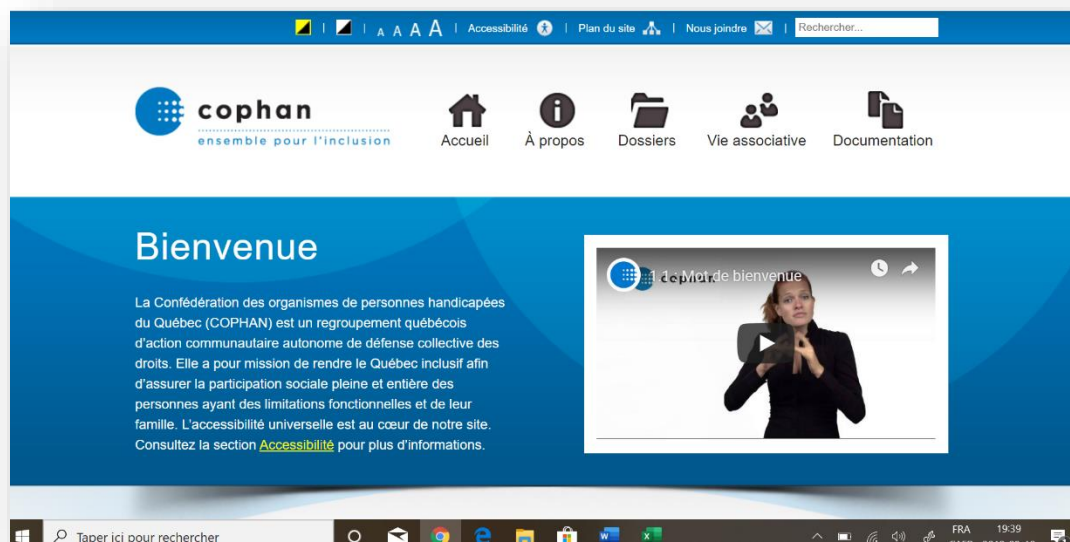 A A A A | Accessibilité | Plan du site | Nous joindre | Rechercher...
cophan
ensemble pour l'inclusion
Accueil À propos Dossiers Vie associative Documentation
Bienvenue
La Confédération des organismes de personnes handicapées
du Québec (COPHAN) est un regroupement québécois
d'action communautaire autonome de défense collective des
droits. Elle a pour mission de rendre le Québec inclusif afin
d'assurer la participation sociale pleine et entière des
personnes ayant des limitations fonctionnelles et de leur
famille. L'accessibilité universelle est au cœur de notre site.
Consultez la section Accessibilité pour plus d'informations.
cophan
1.1 : Mot de bienvenue
Taper ici pour rechercher
FRA 19:39